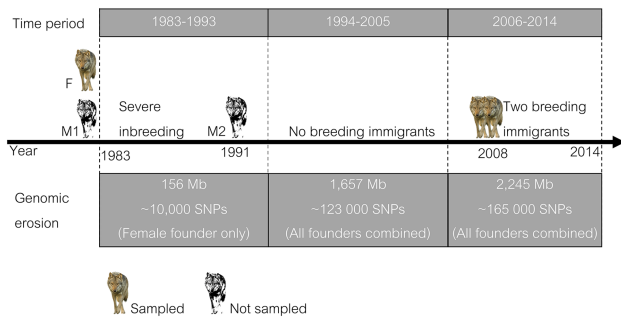 Time period
1983-1993
1994-2005
2006-2014
F
M1
Severe
inbreeding
M2
No breeding immigrants
Two breeding
immigrants
Year
1983
1991
2008
2014
Genomic
erosion
156 Mb
~10,000 SNPs
(Female founder only)
1,657 Mb
~123 000 SNPs
(All founders combined)
2,245 Mb
~165 000 SNPs
(All founders combined)
Sampled
Not sampled